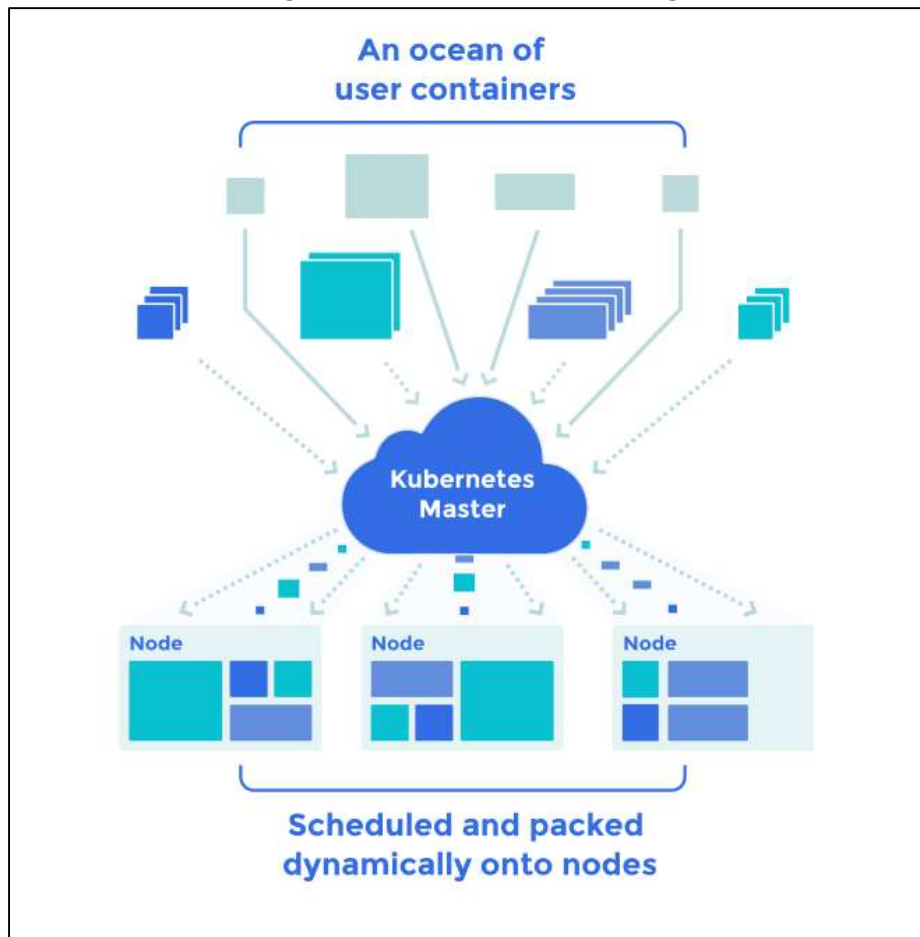 An ocean of
user containers
Kubernetes
Master
Node
Node
Node
Scheduled and packed
dynamically onto nodes